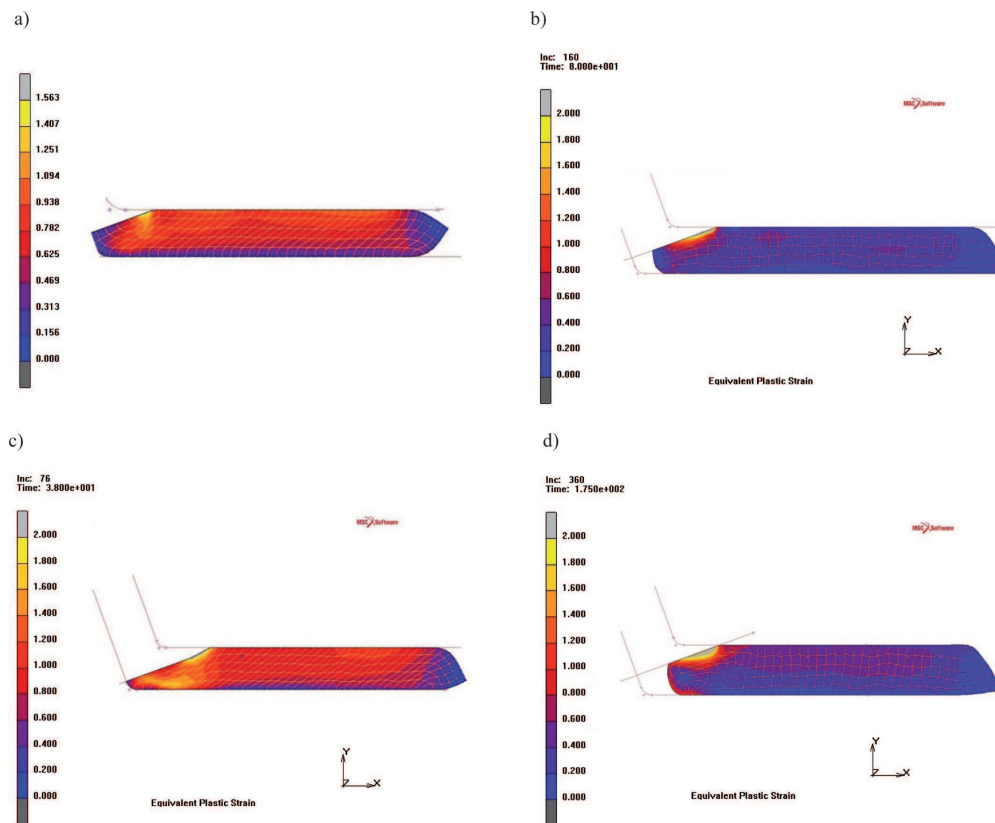 a)
1.563
1.407
1.251
1.094
0.938
0.782
0.625
0.469
0.313
0.156
0.000
b)
Inc: 160
Time: 8.000e+001
MSC Software
2.000
1.800
1.600
1.400
1.200
1.000
0.800
0.600
0.400
0.200
0.000
Y
Z X
Equivalent Plastic Strain
c)
Inc: 76
Time: 3.800e+001
MSC Software
2.000
1.800
1.600
1.400
1.200
1.000
0.800
0.600
0.400
0.200
0.000
Y
Z X
Equivalent Plastic Strain
d)
Inc: 360
Time: 1.750e+002
MSC Software
2.000
1.800
1.600
1.400
1.200
1.000
0.800
0.600
0.400
0.200
0.000
Y
Z X
Equivalent Plastic Strain